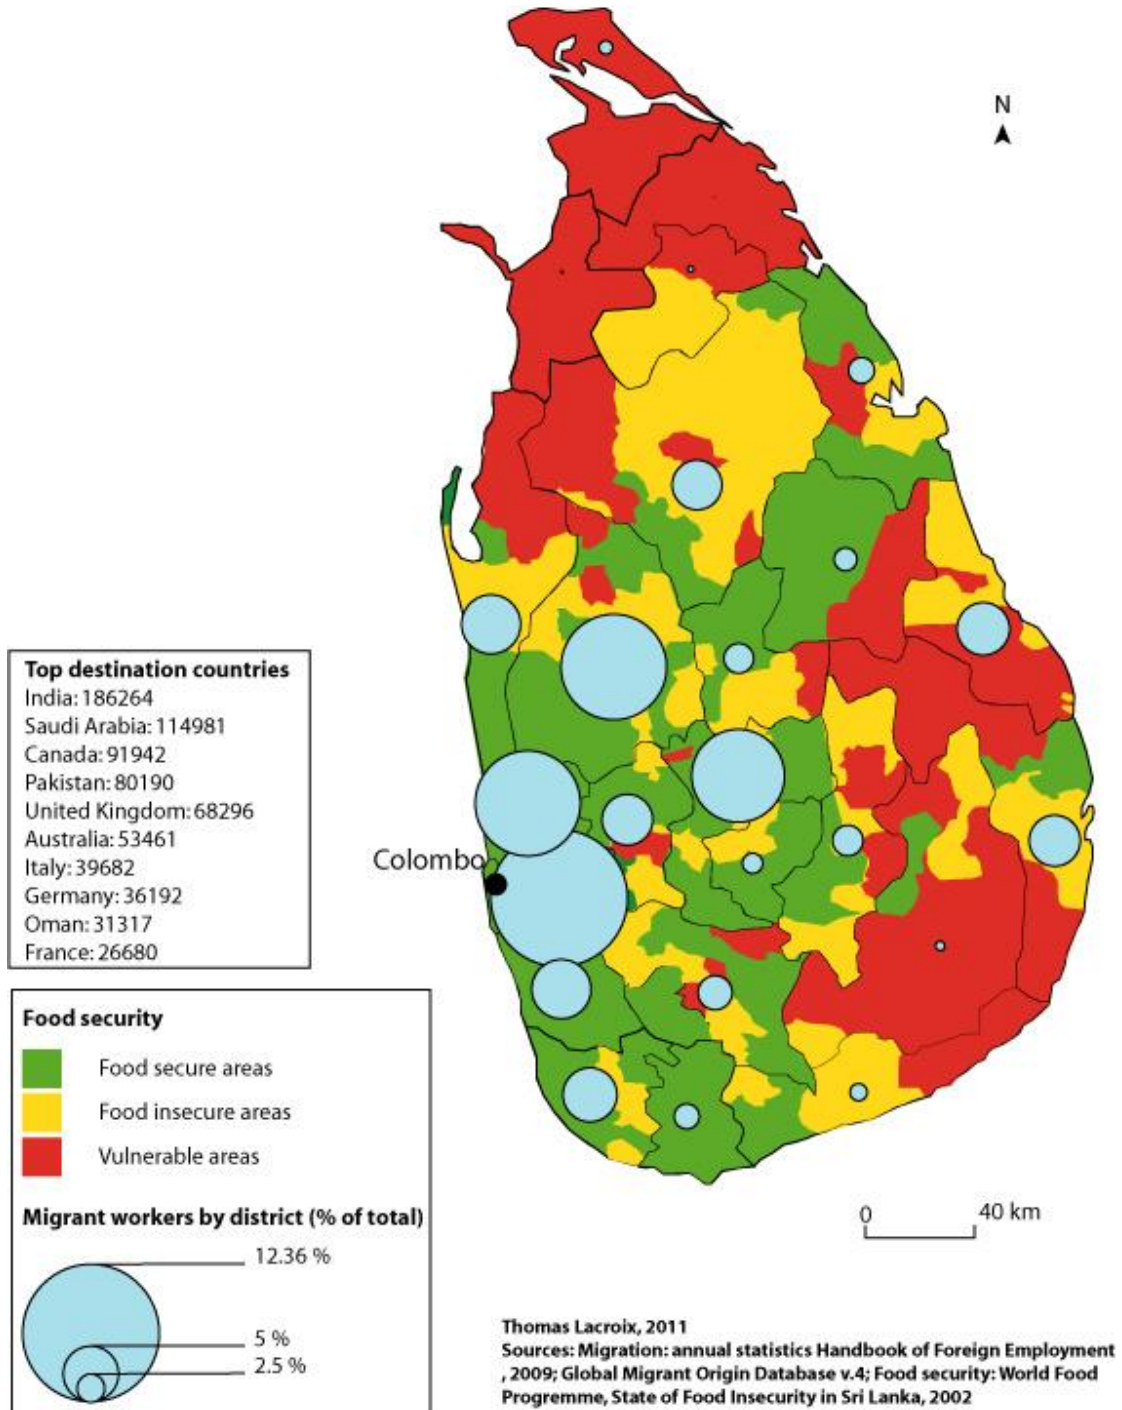 N
Top destination countries
India: 186264
Saudi Arabia: 114981
Canada: 91942
Pakistan: 80190
United Kingdom: 68296
Australia: 53461
Italy: 39682
Germany: 36192
Oman: 31317
France: 26680
Colombo
Food security
Food secure areas
Food insecure areas
Vulnerable areas
Migrant workers by district (% of total)
12.36 %
5 %
2.5 %
0 40 km
Thomas Lacroix, 2011
Sources: Migration: annual statistics Handbook of Foreign Employment
, 2009; Global Migrant Origin Database v.4; Food security: World Food
Progremme, State of Food Insecurity in Sri Lanka, 2002